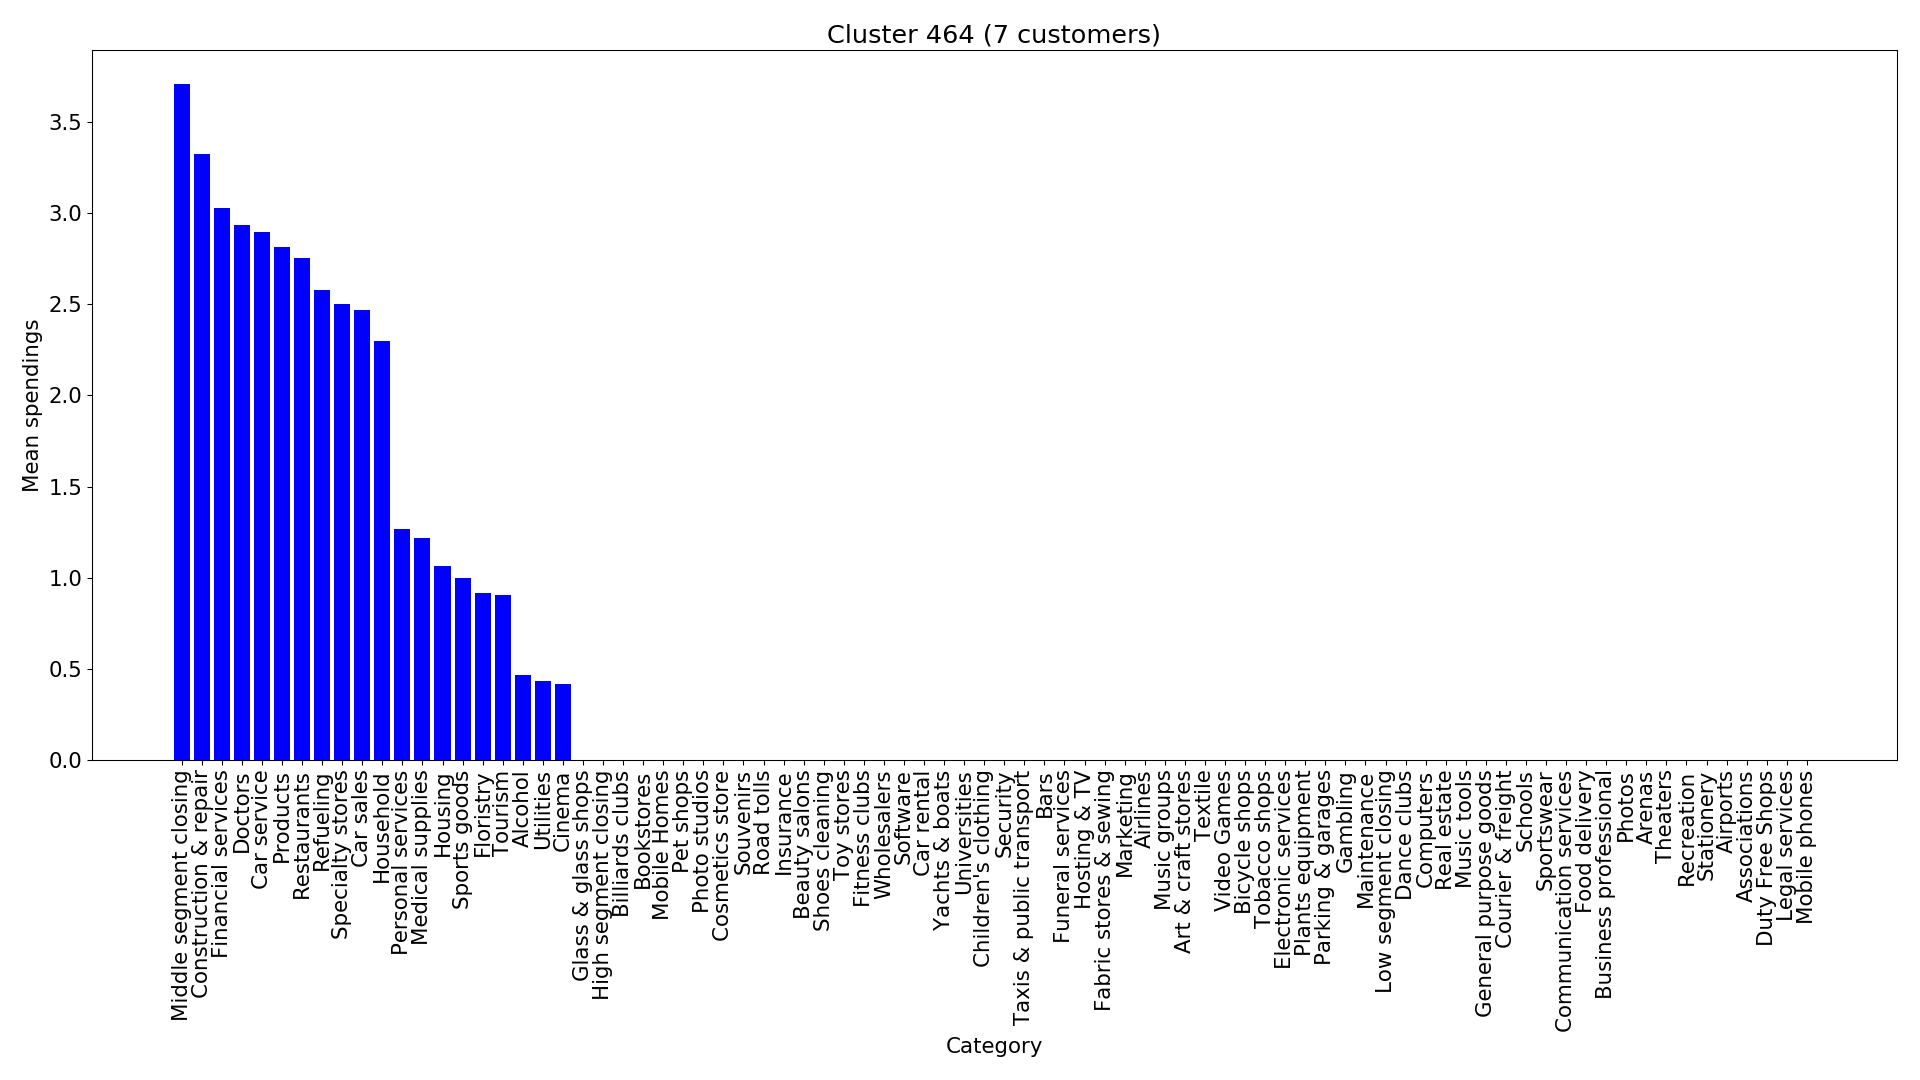 Cluster 464 (7 customers)
Mean spendings
3.5
3.0
2.5
2.0
1.5
1.0
0.5
0.0
Middle segment closing
Construction & repair
Financial services
Doctors
Car service
Products
Restaurants
Refueling
Specialty stores
Car sales
Household
Personal services
Medical supplies
Housing
Sports goods
Floristry
Tourism
Alcohol
Utilities
Cinema
Glass & glass shops
High segment closing
Billiards clubs
Bookstores
Mobile Homes
Pet shops
Photo studios
Cosmetics store
Souvenirs
Road tolls
Insurance
Beauty salons
Shoes cleaning
Toy stores
Fitness clubs
Wholesalers
Software
Car rental
Yachts & boats
Universities
Children's clothing
Security
Taxis & public transport
Bars
Funeral services
Hosting & TV
Fabric stores & sewing
Marketing
Airlines
Music groups
Art & craft stores
Textile
Video Games
Bicycle shops
Tobacco shops
Electronic services
Plants equipment
Parking & garages
Gambling
Maintenance
Low segment closing
Dance clubs
Computers
Real estate
Music tools
General purpose goods
Courier & freight
Schools
Sportswear
Communication services
Food delivery
Business professional
Photos
Arenas
Theaters
Recreation
Stationery
Airports
Associations
Duty Free Shops
Legal services
Mobile phones
Category